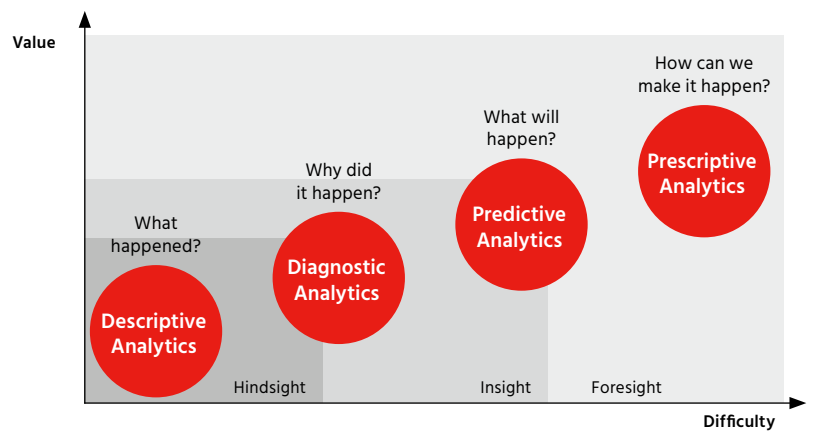 Value
How can we
make it happen?
Prescriptive
Analytics
What will
happen?
Predictive
Analytics
Why did
it happen?
Diagnostic
Analytics
What
happened?
Descriptive
Analytics
Hindsight
Insight
Foresight
Difficulty